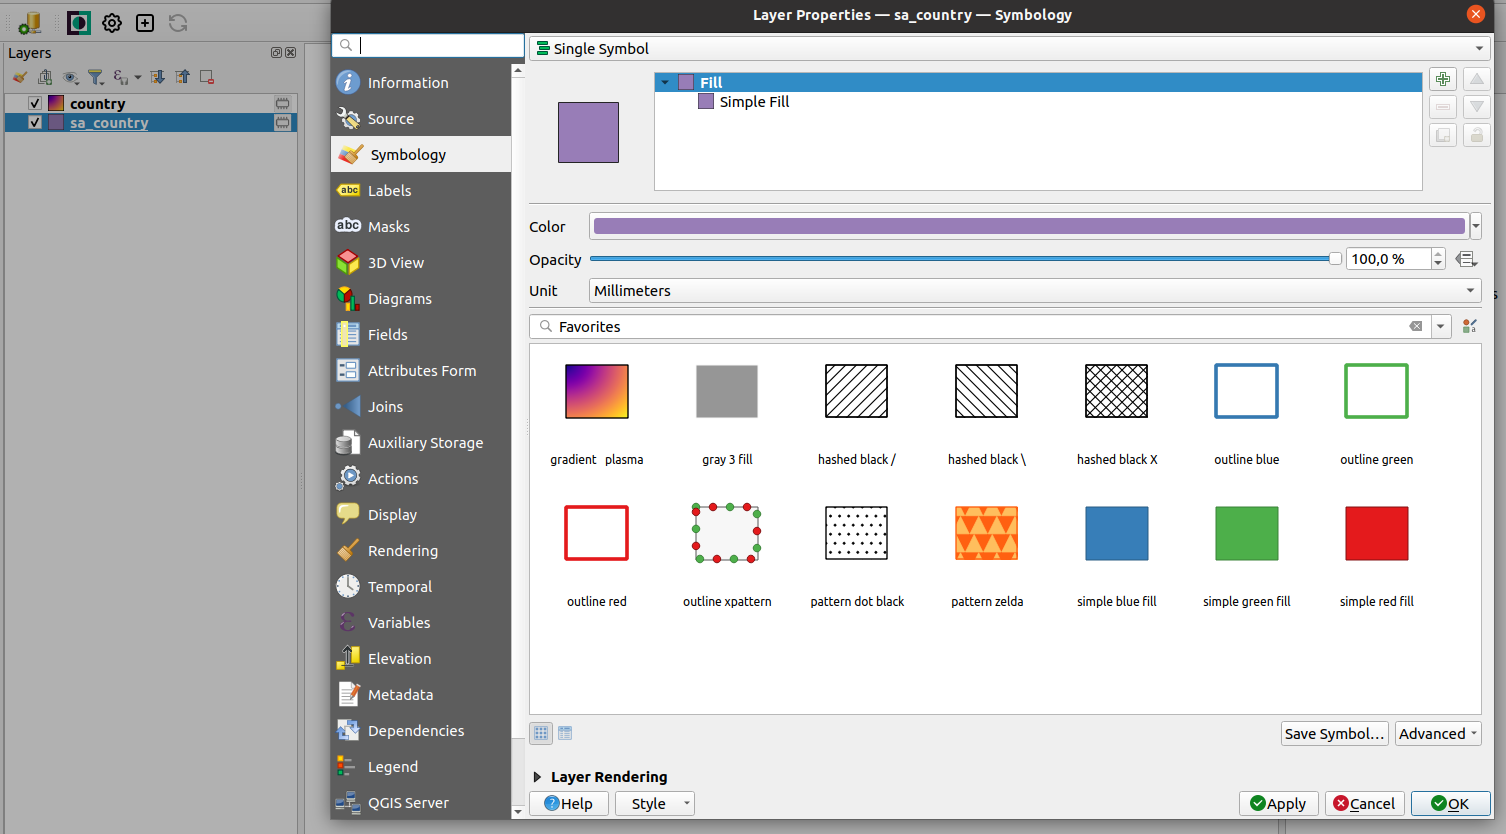 Layer Properties — sa_country — Symbology
Layers
country
sa_country
Information
Source
Symbology
abc Labels
abc Masks
3D View
Diagrams
Fields
Attributes Form
Joins
Auxiliary Storage
Actions
Display
Rendering
Temporal
Variables
Elevation
Metadata
Dependencies
Legend
QGIS Server
Single Symbol
Fill
Simple Fill
Color
Opacity
100,0 %
Unit
Millimeters
Favorites
gradient plasma
gray 3 fill
hashed black /
hashed black \
hashed black X
outline blue
outline green
outline red
outline xpattern
pattern dot black
pattern zelda
simple blue fill
simple green fill
simple red fill
Save Symbol…
Advanced
Layer Rendering
Help
Style
Apply
Cancel
OK